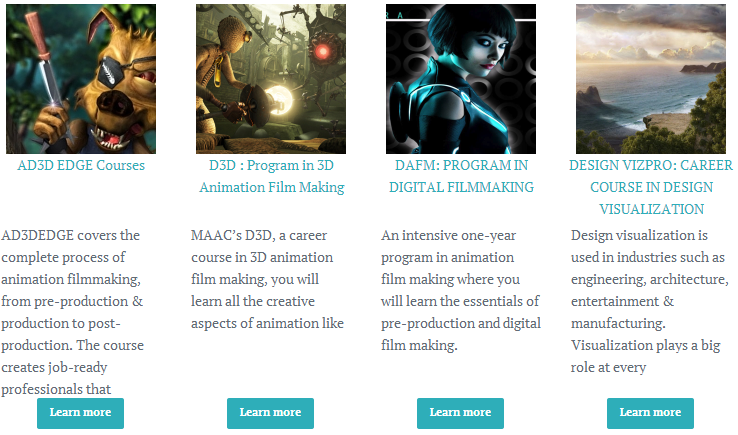 R A
AD3D EDGE Courses
AD3DEDGE covers the
complete process of
animation filmmaking,
from pre-production &
production to post-
production. The course
creates job-ready
professionals that
Learn more
D3D : Program in 3D
Animation Film Making
MAAC’s D3D, a career
course in 3D animation
film making, you will
learn all the creative
aspects of animation like
Learn more
DAFM: PROGRAM IN
DIGITAL FILMMAKING
An intensive one-year
program in animation
film making where you
will learn the essentials of
pre-production and digital
film making.
Learn more
DESIGN VIZPRO: CAREER
COURSE IN DESIGN
VISUALIZATION
Design visualization is
used in industries such as
engineering, architecture,
entertainment &
manufacturing.
Visualization plays a big
role at every
Learn more